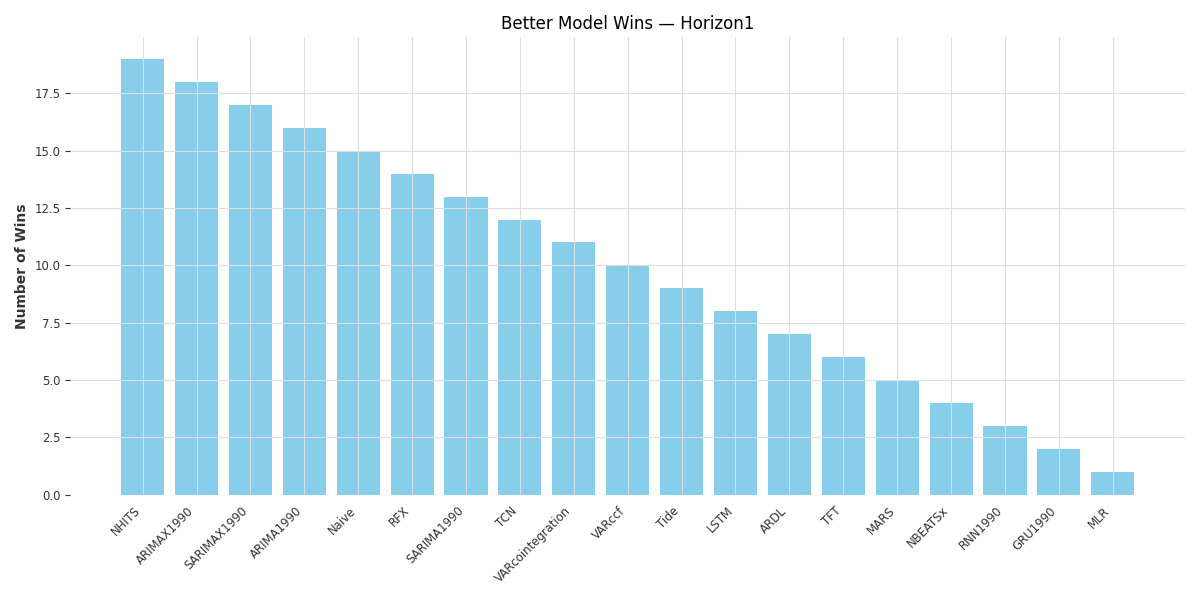 Better Model Wins — Horizon1
Number of Wins
17.5
15.0
12.5
10.0
7.5
5.0
2.5
0.0
NHITS
ARIMAX1990
SARIMAX1990
ARIMA1990
Naive
RFX
SARIMA1990
TCN
VARcointegration
VARccf
Tide
LSTM
ARDL
TFT
MARS
NBEATSx
RNN1990
GRU1990
MLR